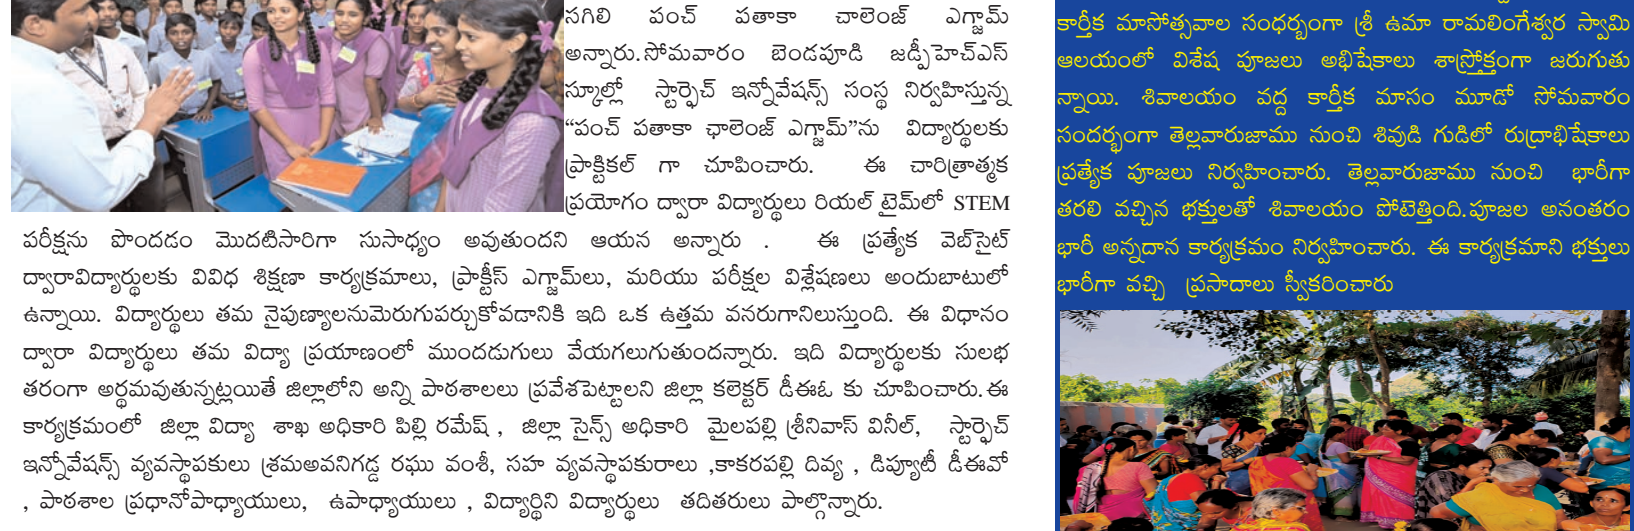 సగిలి పంచ్ పతాకా చాలెంజ్ ఎగ్జామ్
అన్నారు.సోమవారం బెండపూడి జడ్పీహెచ్ఎస్
స్కూల్లో స్టార్ఫెచ్ ఇన్నోవేషన్స్ సంస్థ నిర్వహిస్తున్న
“పంచ్ పతాకా ఛాలెంజ్ ఎగ్జామ్”ను విద్యార్థులకు
ప్రాక్టికల్ గా చూపించారు. ఈ చారిత్రాత్మక
ప్రయోగం ద్వారా విద్యార్థులు రియల్ టైమ్‌లో STEM
పరీక్షను పొందడం మొదటిసారిగా సుసాధ్యం అవుతుందని ఆయన అన్నారు . ఈ ప్రత్యేక వెబ్‌సైట్
ద్వారావిద్యార్థులకు వివిధ శిక్షణా కార్యక్రమాలు, ప్రాక్టీస్ ఎగ్జామ్‌లు, మరియు పరీక్షల విశ్లేషణలు అందుబాటులో
ఉన్నాయి. విద్యార్థులు తమ నైపుణ్యాలనుమెరుగుపర్చుకోవడానికి ఇది ఒక ఉత్తమ వనరుగానిలుస్తుంది. ఈ విధానం
ద్వారా విద్యార్థులు తమ విద్యా ప్రయాణంలో ముందడుగులు వేయగలుగుతుందన్నారు. ఇది విద్యార్థులకు సులభ
తరంగా అర్థమవుతున్నట్లయితే జిల్లాలోని అన్ని పాఠశాలలు ప్రవేశపెట్టాలని జిల్లా కలెక్టర్ డీఈఓ కు చూపించారు.ఈ
కార్యక్రమంలో జిల్లా విద్యా శాఖ అధికారి పిల్లి రమేష్ , జిల్లా సైన్స్ అధికారి మైలపల్లి శ్రీనివాస్ వినీల్, స్టార్ఫెచ్
ఇన్నోవేషన్స్ వ్యవస్థాపకులు శ్రమఅవనిగడ్డ రఘు వంశీ, సహ వ్యవస్థాపకురాలు ,కాకరపల్లి దివ్య , డిప్యూటీ డీఈవో
, పాఠశాల ప్రధానోపాధ్యాయులు, ఉపాధ్యాయులు , విద్యార్థిని విద్యార్థులు తదితరులు పాల్గొన్నారు.
కార్తీక మాసోత్సవాల సంధర్బంగా శ్రీ ఉమా రామలింగేశ్వర స్వామి
ఆలయంలో విశేష పూజలు అభిషేకాలు శాస్త్రోక్తంగా జరుగుతు
న్నాయి. శివాలయం వద్ద కార్తీక మాసం మూడో సోమవారం
సందర్భంగా తెల్లవారుజాము నుంచి శివుడి గుడిలో రుద్రాభిషేకాలు
ప్రత్యేక పూజలు నిర్వహించారు. తెల్లవారుజాము నుంచి భారీగా
తరలి వచ్చిన భక్తులతో శివాలయం పోటెత్తింది.పూజల అనంతరం
భారీ అన్నదాన కార్యక్రమం నిర్వహించారు. ఈ కార్యక్రమాని భక్తులు
భారీగా వచ్చి ప్రసాదాలు స్వీకరించారు